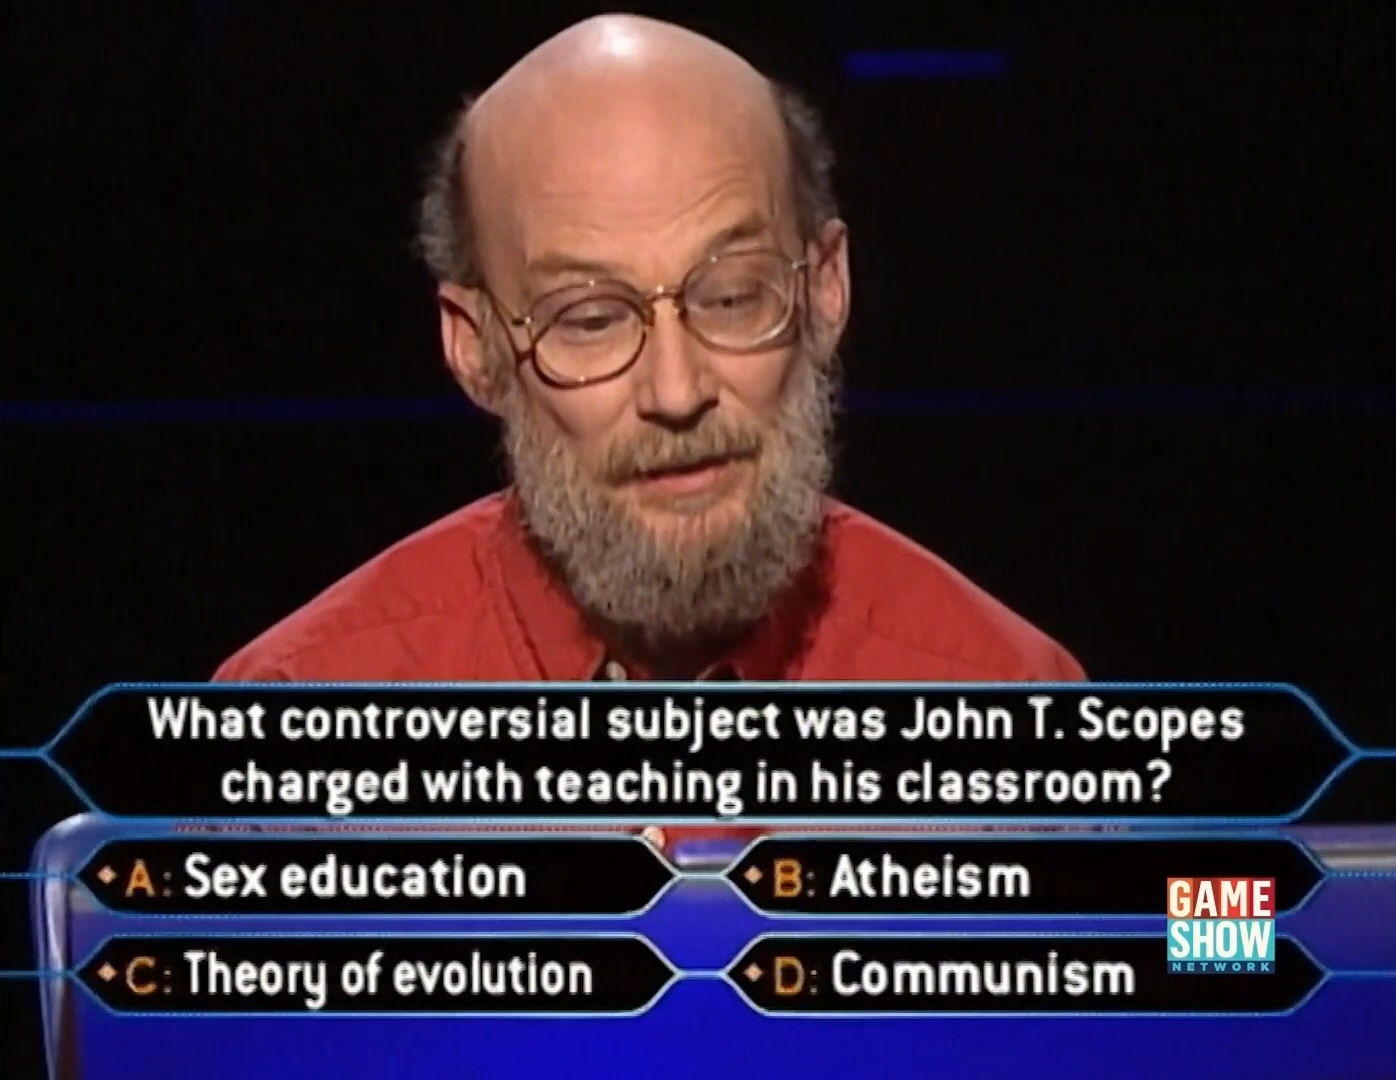 What controversial subject was John T. Scopes
charged with teaching in his classroom?
A: Sex education
B: Atheism
C: Theory of evolution
D: Communism
GAME
SHOW
NETWORK